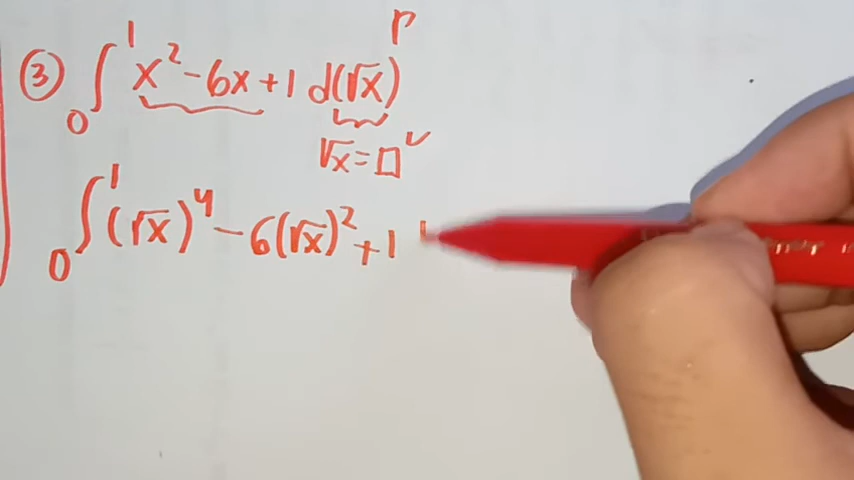 ③ ∫₀¹ x² - 6x + 1 d(√x)
√x = □
∫₀¹ (√x)⁴ - 6(√x)² + 1